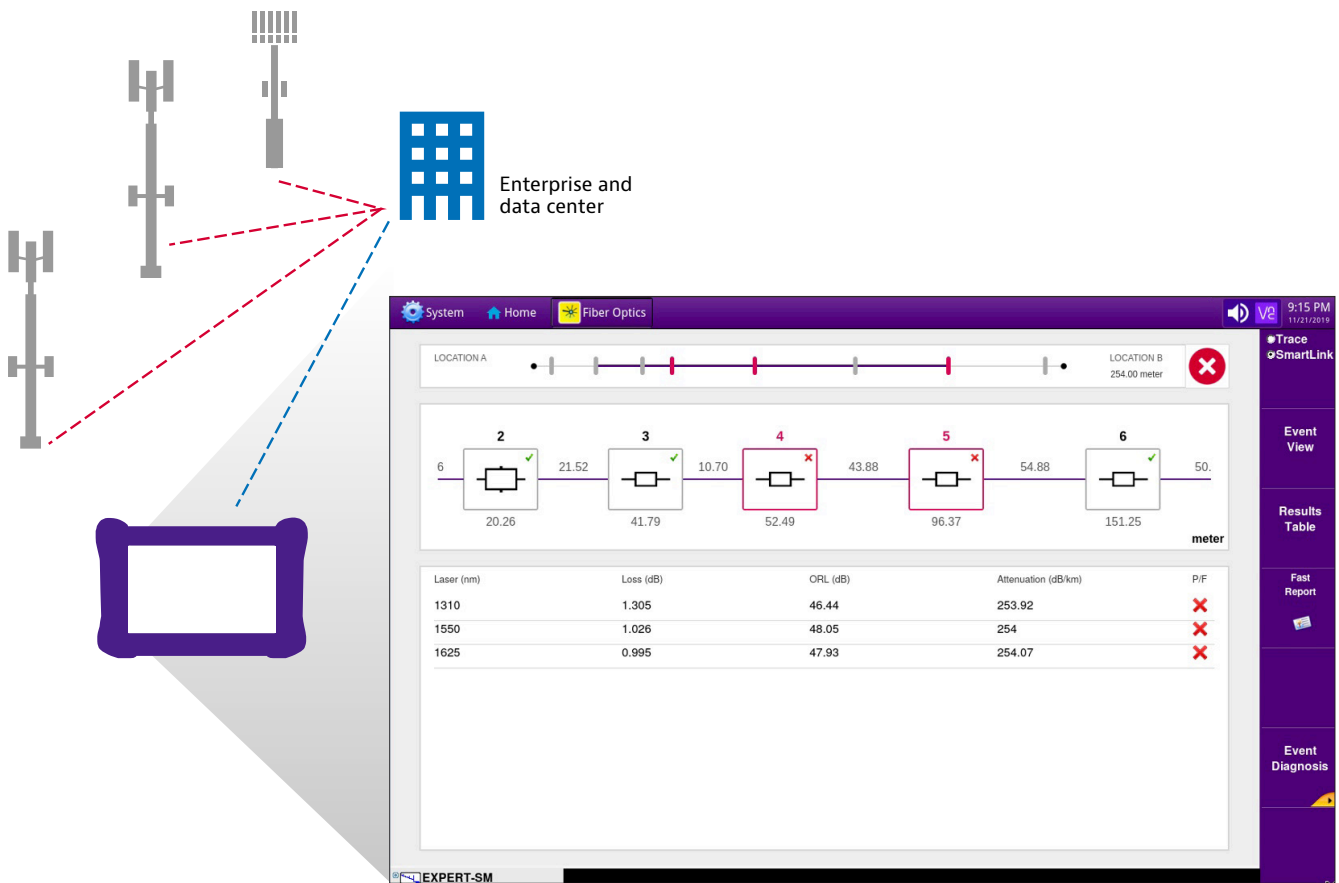 Enterprise and
data center
System Home Fiber Optics
9:15 PM
11/21/2019
Trace
SmartLink
LOCATION A
LOCATION B
254.00 meter
Event
View
2 3 4 5 6
6 21.52 10.70 43.88 54.88 50.
20.26 41.79 52.49 96.37 151.25
meter
Results
Table
Laser (nm) Loss (dB) ORL (dB) Attenuation (dB/km) P/F
1310 1.305 46.44 253.92
1550 1.026 48.05 254
1625 0.995 47.93 254.07
Fast
Report
Event
Diagnosis
EXPERT-SM